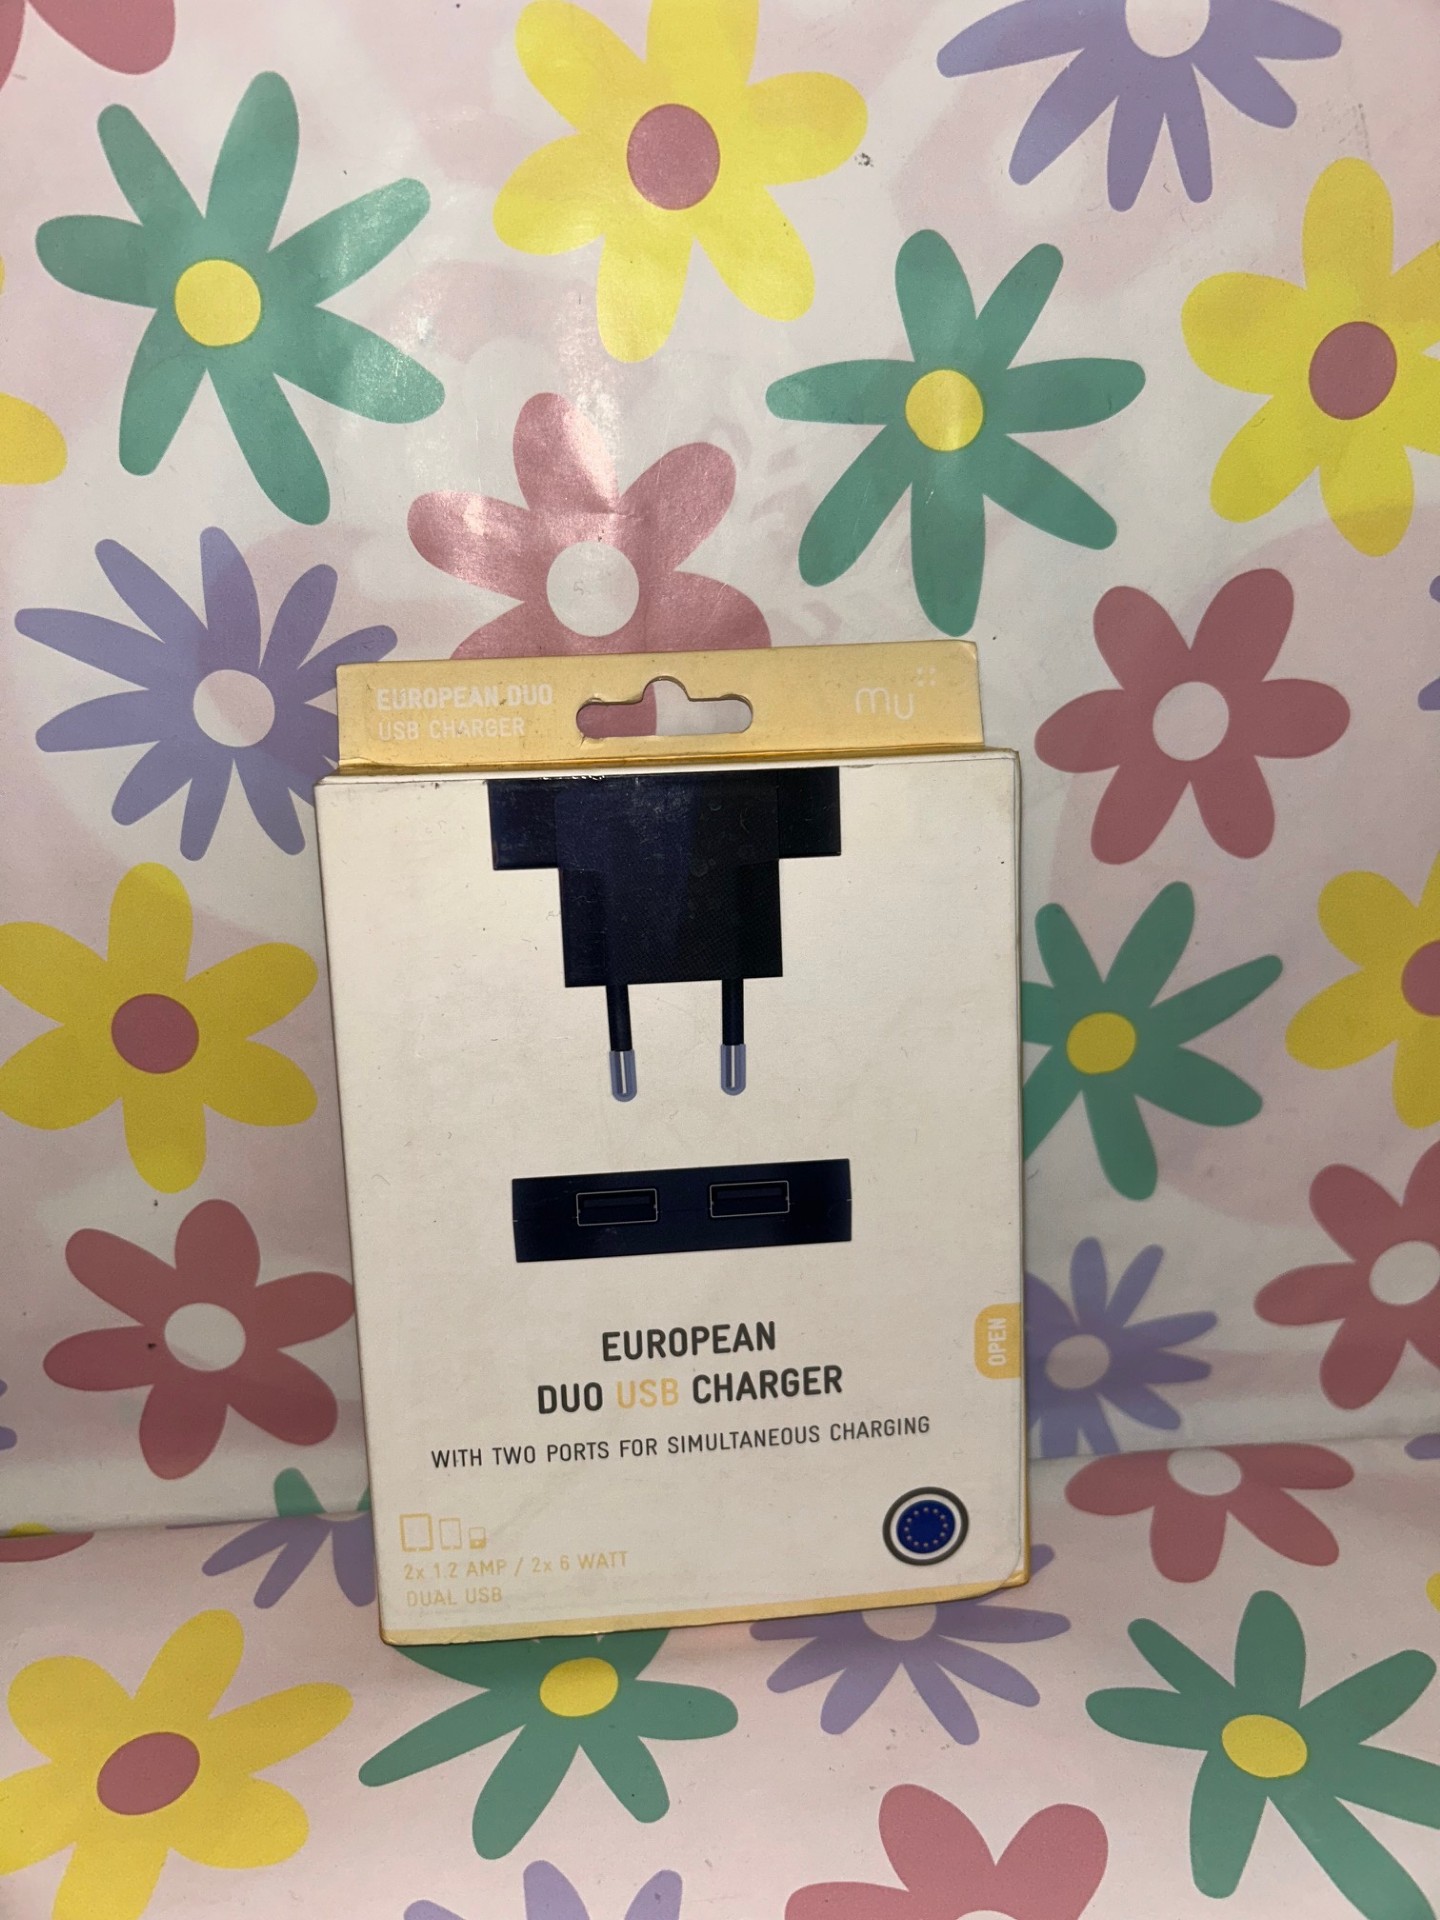 EUROPEAN DUO
USB CHARGER
my
EUROPEAN
DUO USB CHARGER
WITH TWO PORTS FOR SIMULTANEOUS CHARGING
OPEN
2x 1.2 AMP / 2x 6 WATT
DUAL USB